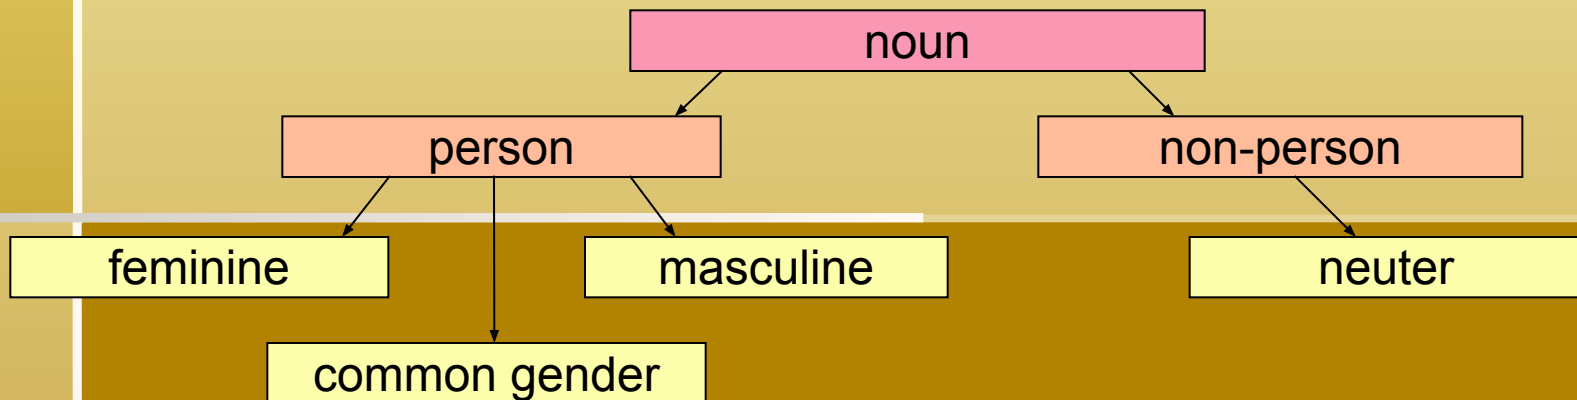 noun
person
non-person
feminine
masculine
neuter
common gender